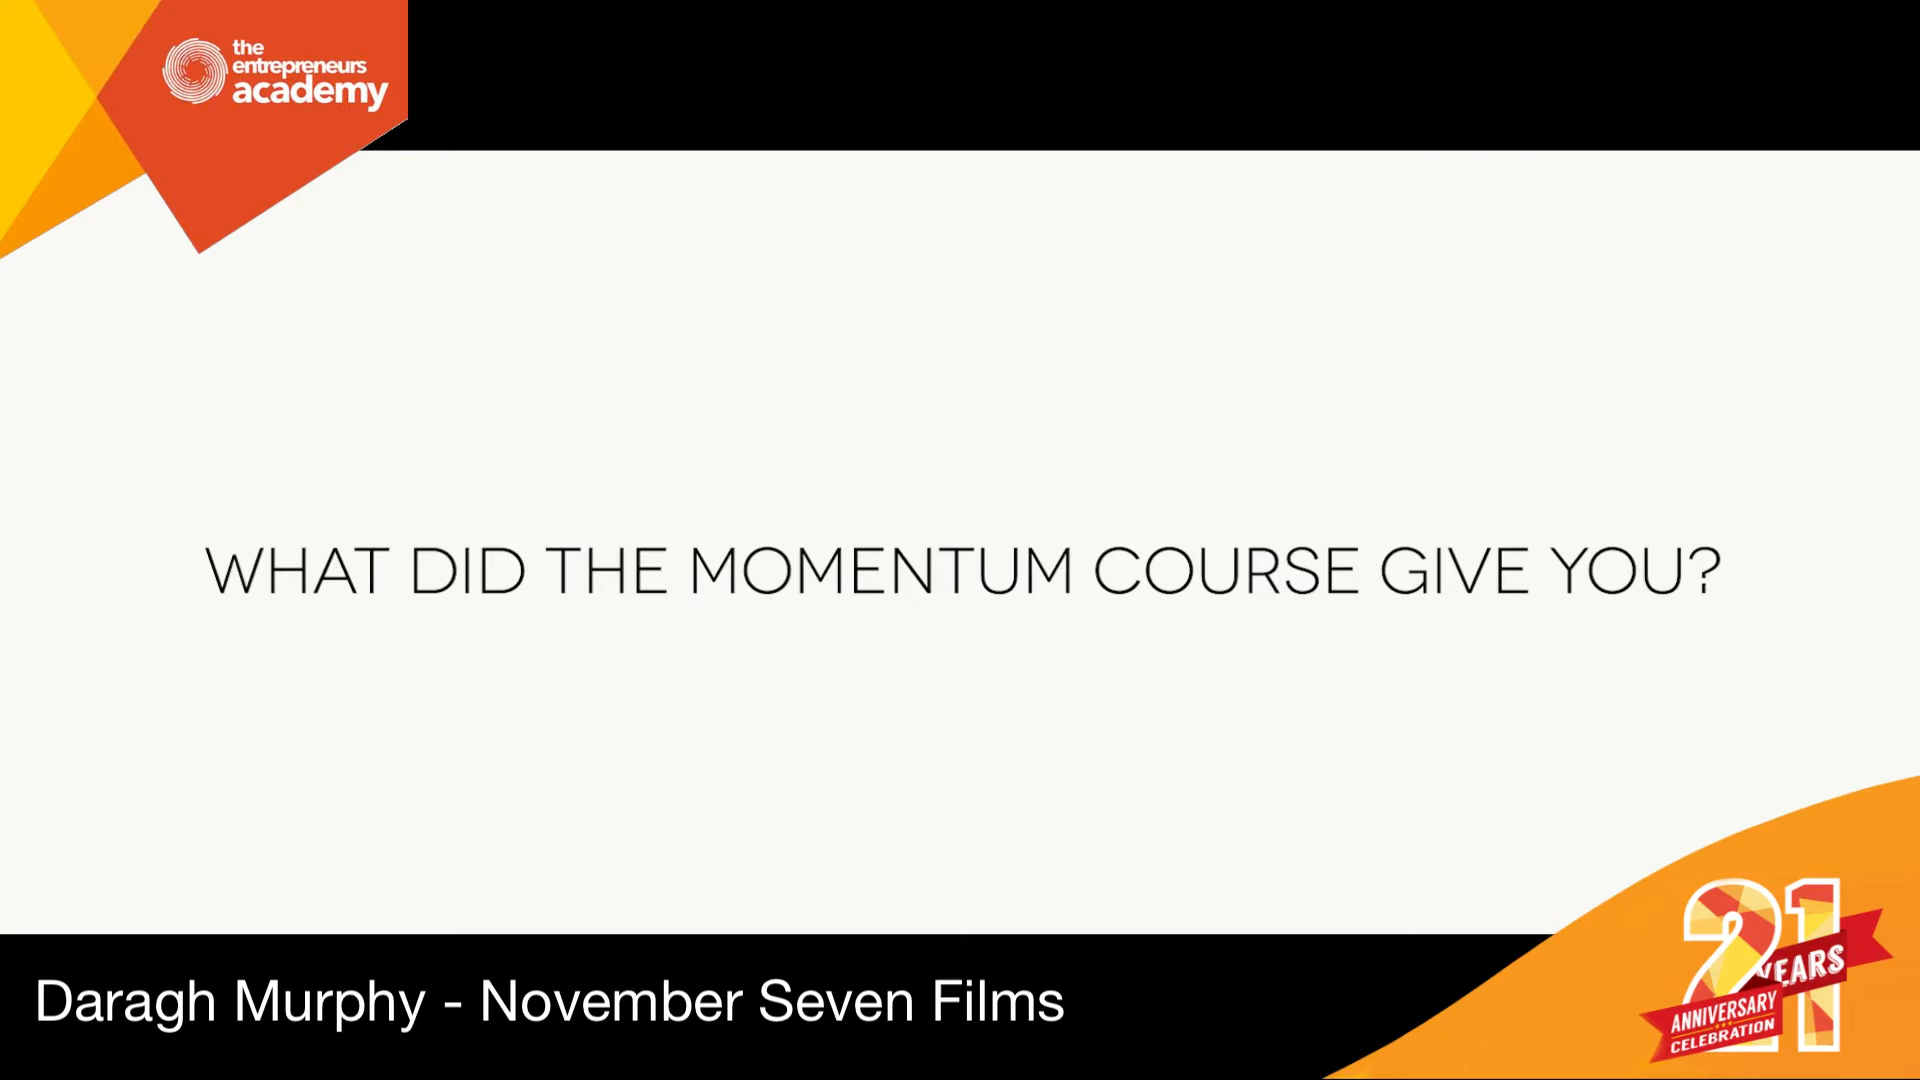 the
entrepreneurs
academy
WHAT DID THE MOMENTUM COURSE GIVE YOU?
21
YEARS
ANNIVERSARY
CELEBRATION
Daragh Murphy - November Seven Films